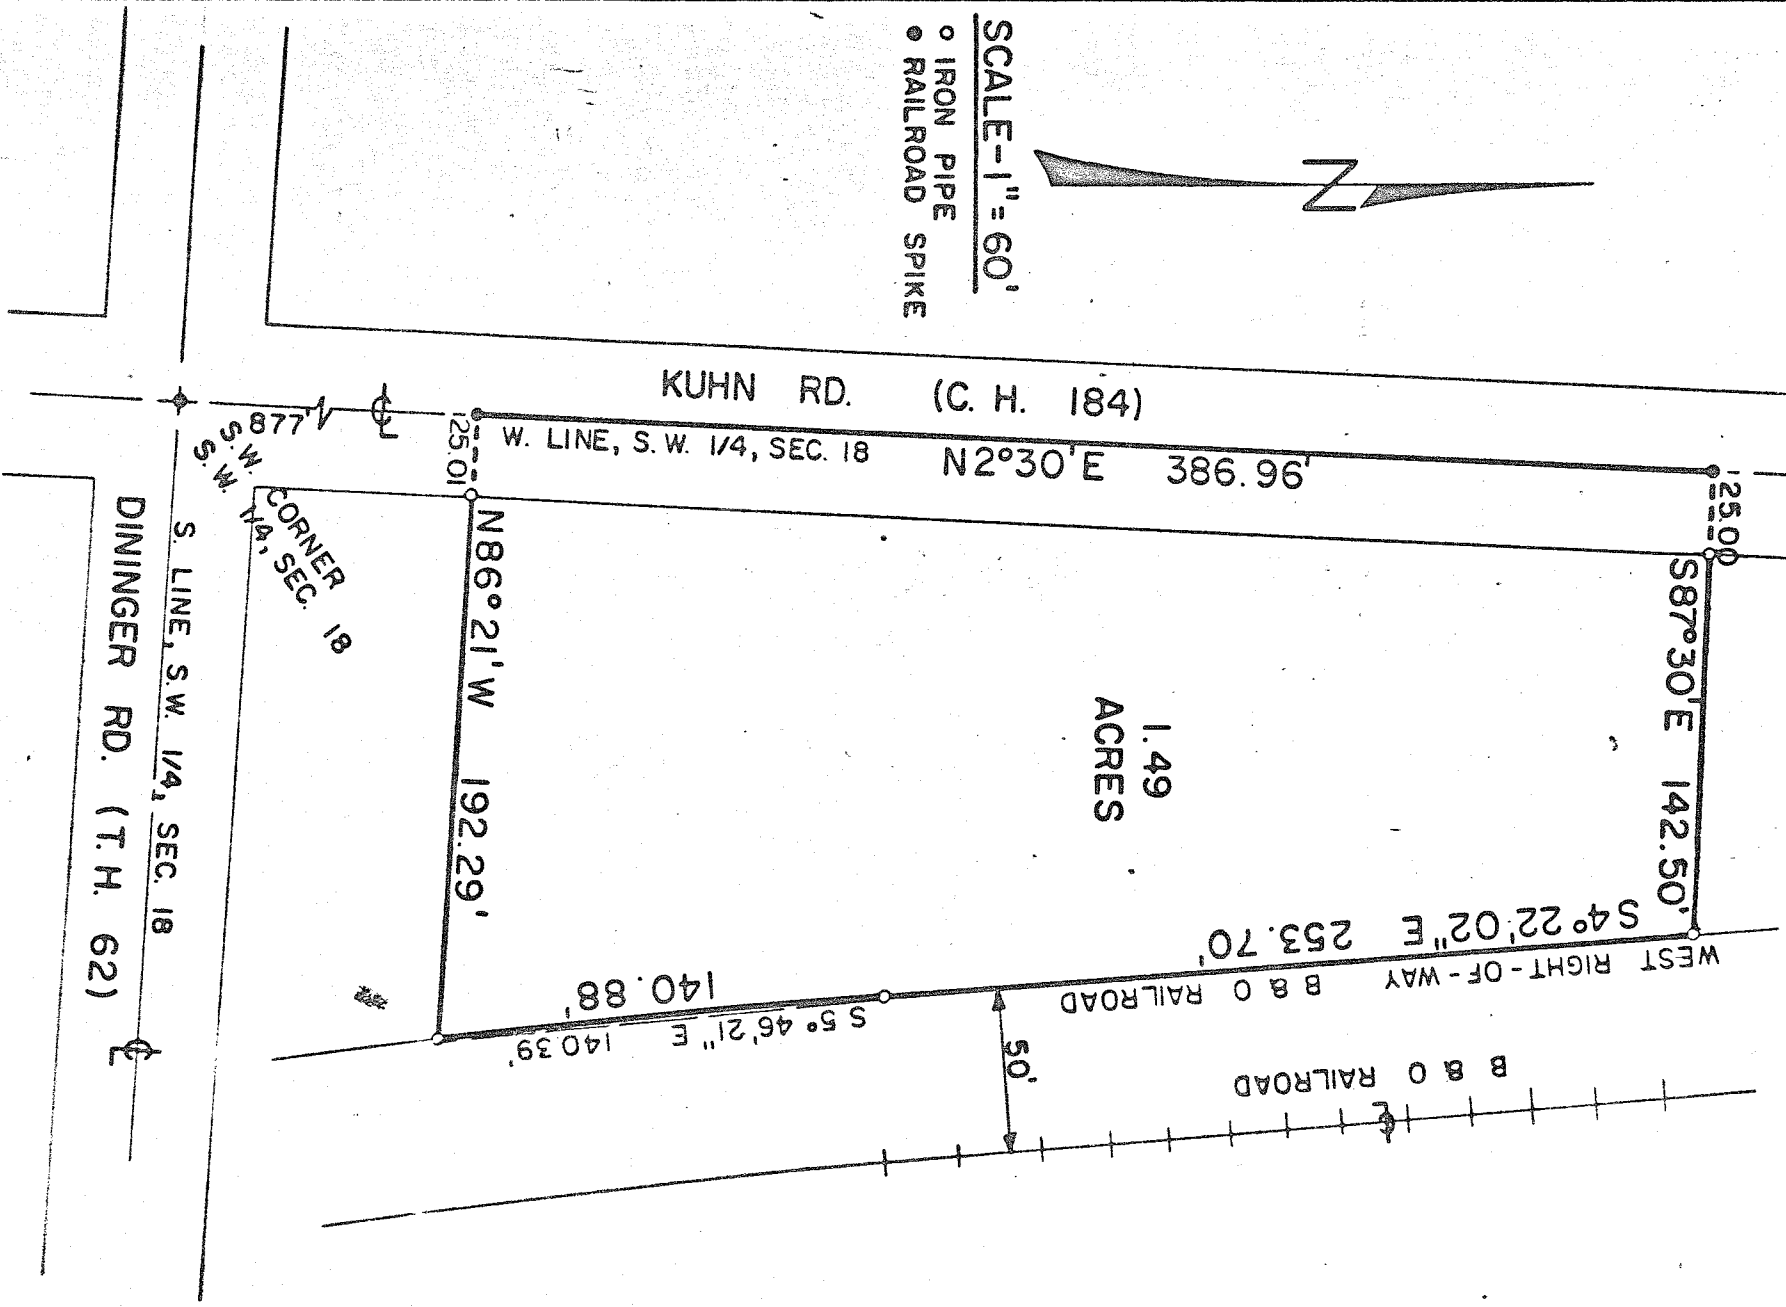 SCALE-1"=60'
○ IRON PIPE
● RAILROAD SPIKE
N
KUHN RD. (C. H. 184)
W. LINE, S.W. 1/4, SEC. 18
N2°30'E 386.96'
877'
℄
25.01
25.00
S.W. CORNER
S.W. 1/4, SEC. 18
S87°30'E 142.50'
N86°21'W 192.29'
1.49
ACRES
S4°22'02"E 253.70'
WEST RIGHT-OF-WAY B & O RAILROAD
140.88'
S 5°46'21" E 140.39'
50'
B & O RAILROAD
℄
S. LINE, S.W. 1/4, SEC. 18
℄
DININGER RD. (T. H. 62)